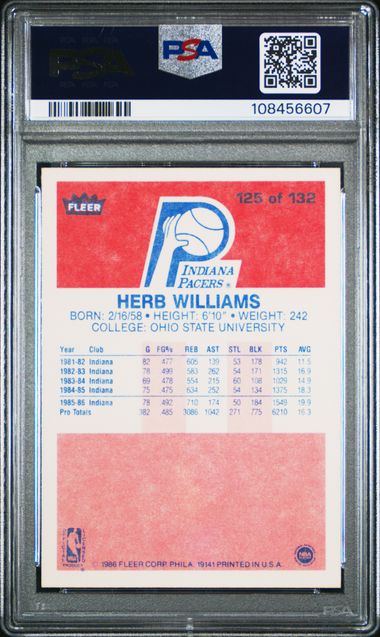 PSA
PSA
108456607
FLEER
125 of 132
INDIANA
PACERS ®
HERB WILLIAMS
BORN: 2/16/58 • HEIGHT: 6'10" • WEIGHT: 242
COLLEGE: OHIO STATE UNIVERSITY
Year Club G FG% REB AST STL BLK PTS AVG
1981-82 Indiana 82 477 605 139 53 178 942 11.5
1982-83 Indiana 78 499 583 262 54 171 1315 16.9
1983-84 Indiana 69 478 554 215 60 108 1029 14.9
1984-85 Indiana 75 475 634 252 54 134 1375 18.3
1985-86 Indiana 78 492 710 174 50 184 1549 19.9
Pro Totals 382 485 3086 1042 271 775 6210 16.3
NBA
© 1986 FLEER CORP. PHILA. 19141 PRINTED IN U.S.A.
NBA
PSA